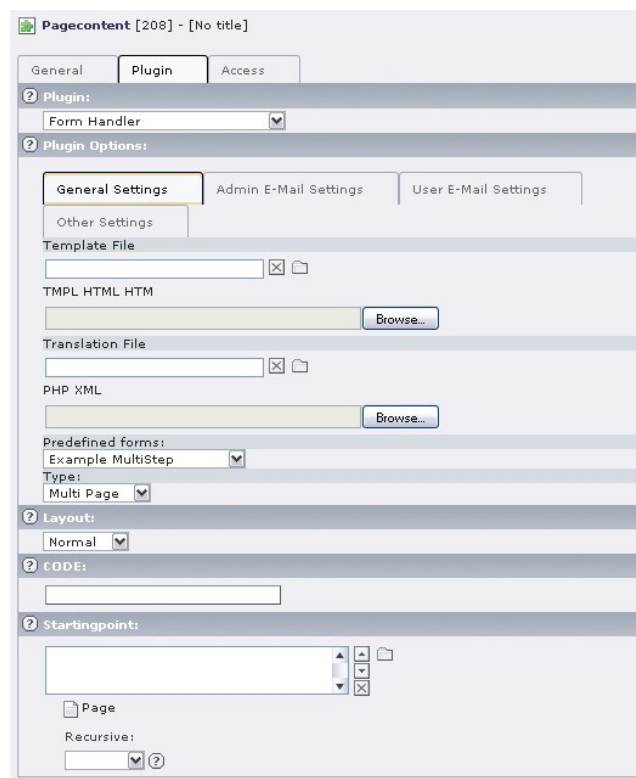 Pagecontent [208] - [No title]
General Plugin Access
Plugin:
Form Handler
Plugin Options:
General Settings Admin E-Mail Settings User E-Mail Settings
Other Settings
Template File
TMPL HTML HTM
Browse...
Translation File
PHP XML
Browse...
Predefined forms:
Example MultiStep
Type:
Multi Page
Layout:
Normal
CODE:
Startingpoint:
Page
Recursive: